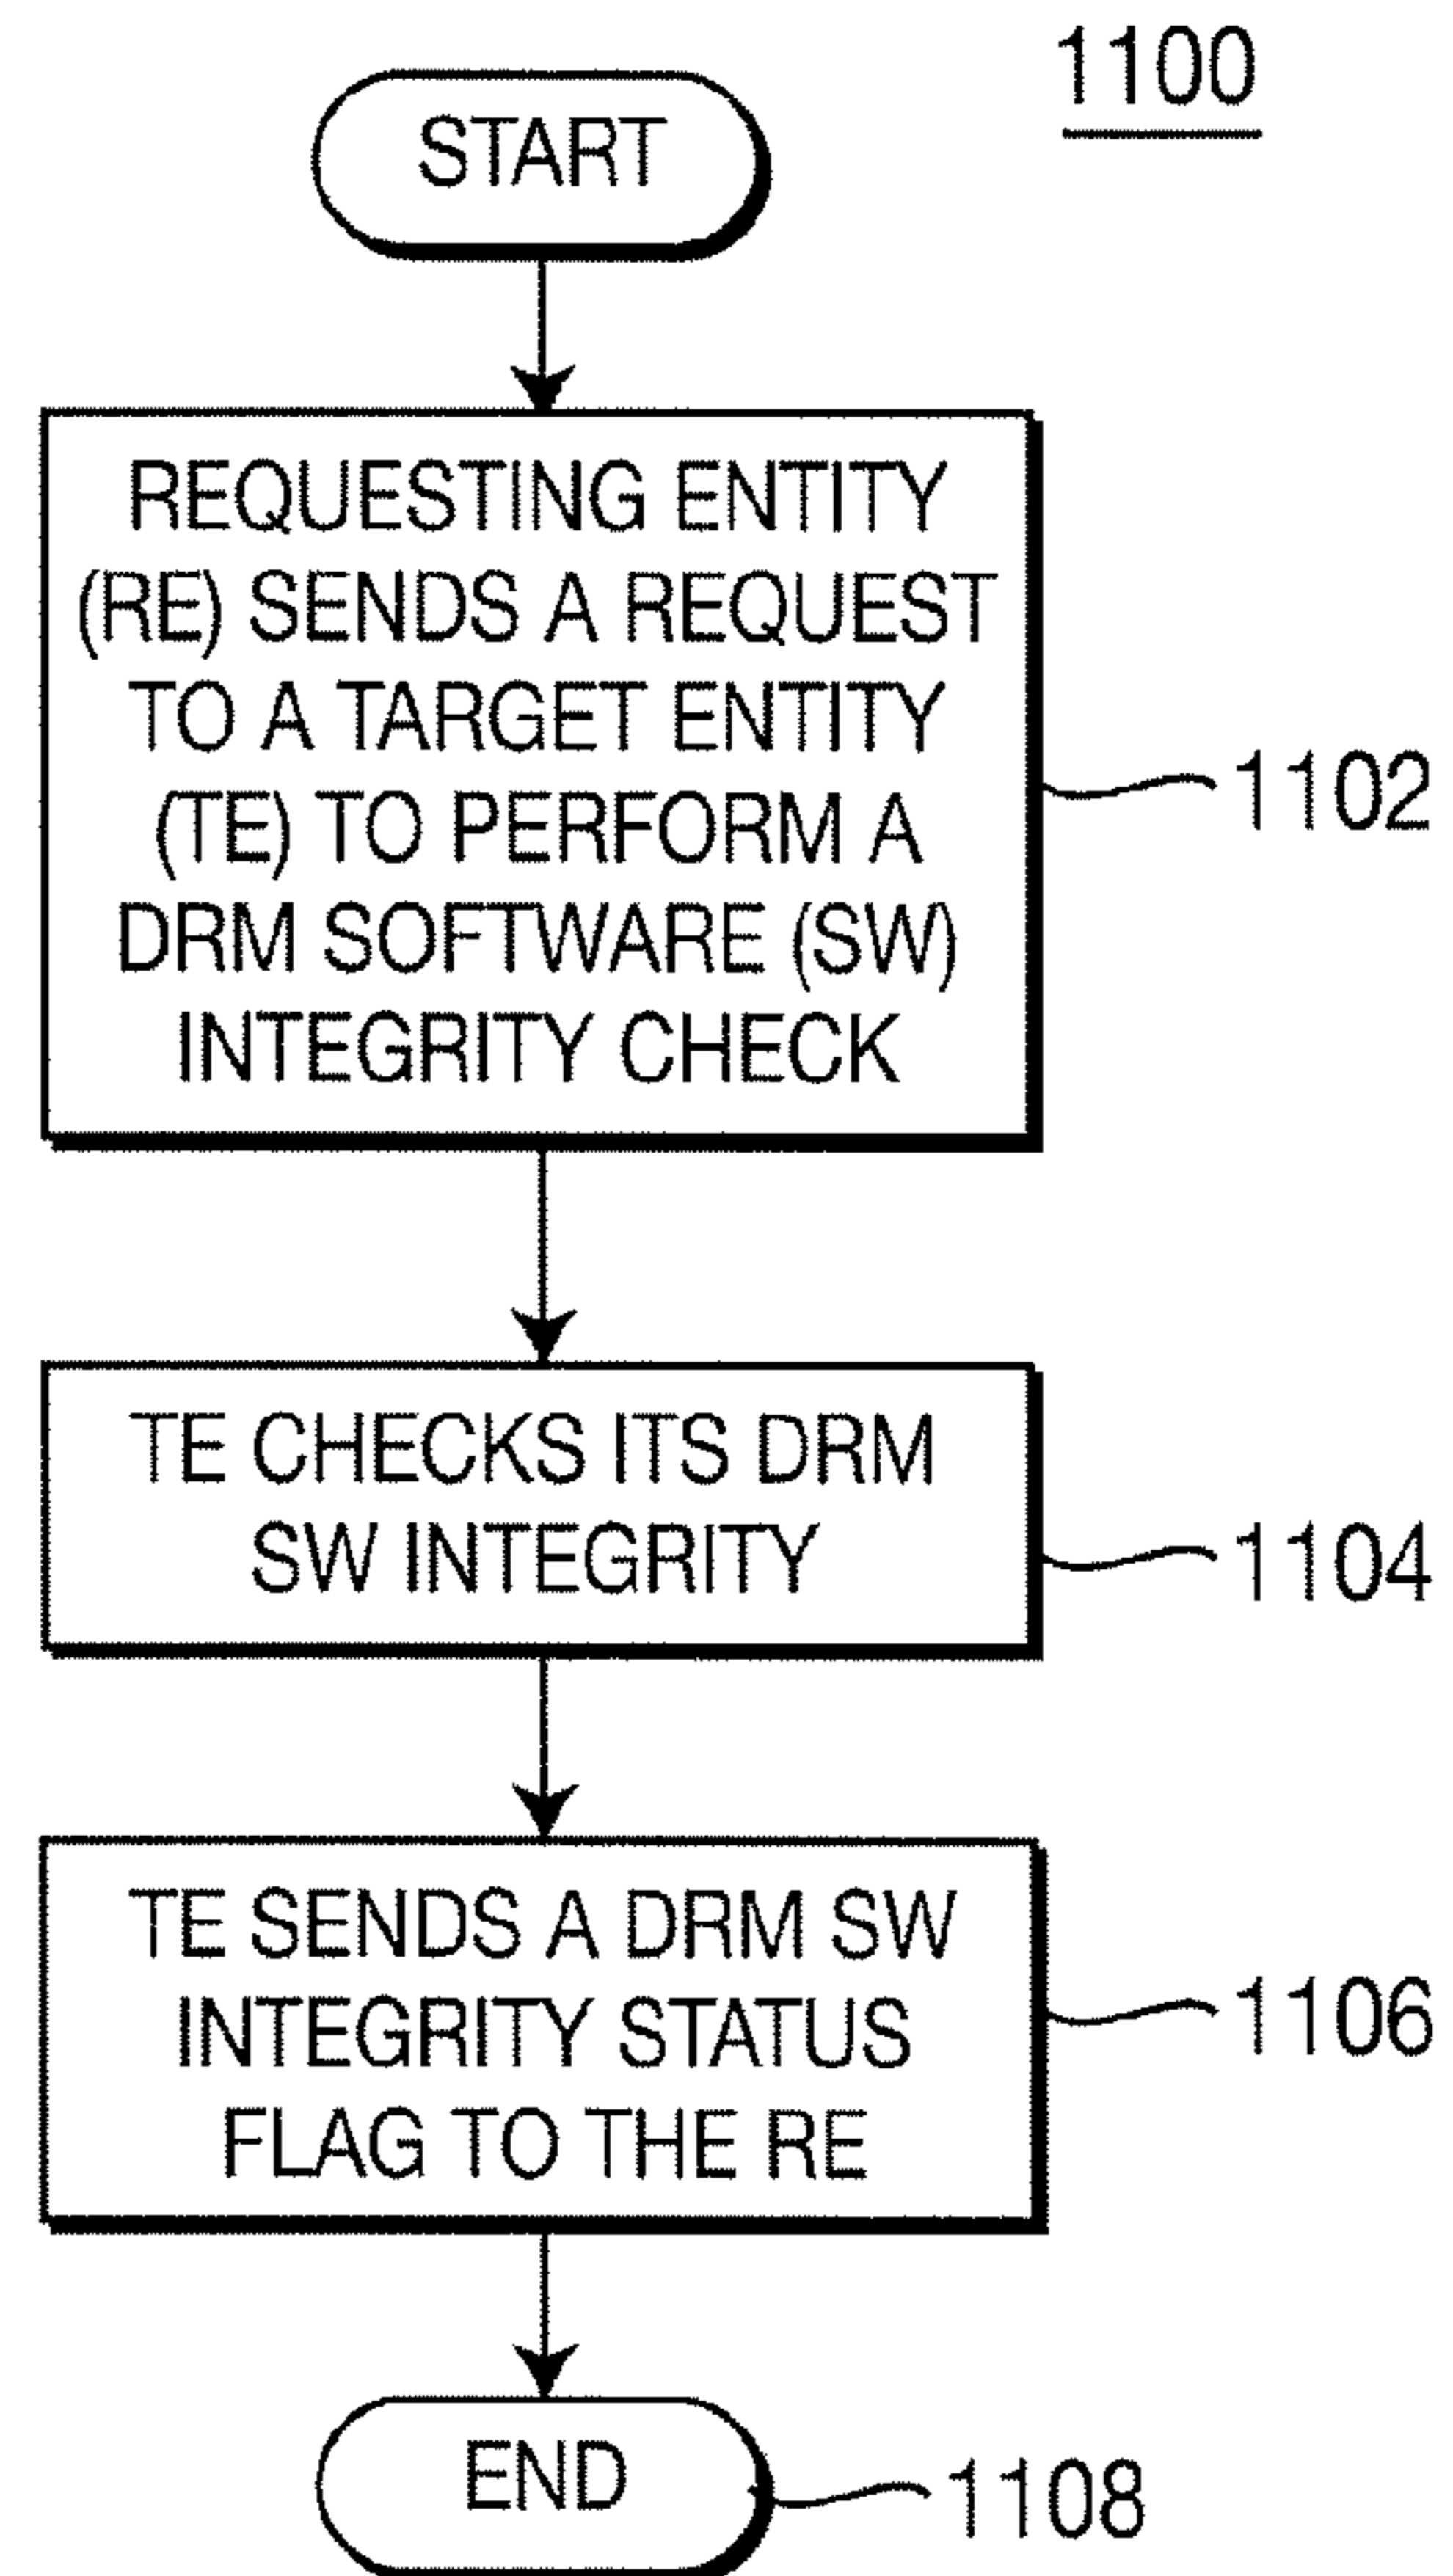 1100
START
REQUESTING ENTITY
(RE) SENDS A REQUEST
TO A TARGET ENTITY
(TE) TO PERFORM A
DRM SOFTWARE (SW)
INTEGRITY CHECK
1102
TE CHECKS ITS DRM
SW INTEGRITY
1104
TE SENDS A DRM SW
INTEGRITY STATUS
FLAG TO THE RE
1106
END
1108